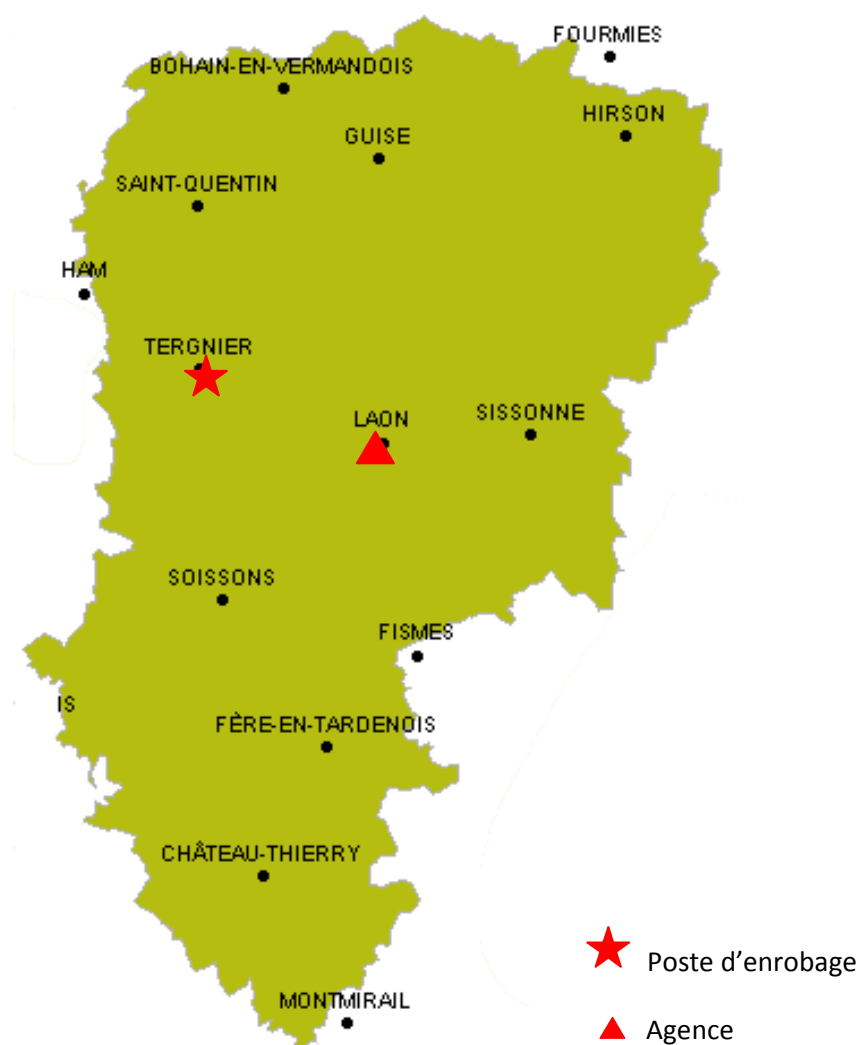 FOURMIES
BOHAIN-EN-VERMANDOIS
HIRSON
GUISE
SAINT-QUENTIN
HAM
TERGNIER
LAON
SISSONNE
SOISSONS
FISMES
IS
FÈRE-EN-TARDENOIS
CHÂTEAU-THIERRY
Poste d’enrobage
MONTMIRAIL
Agence